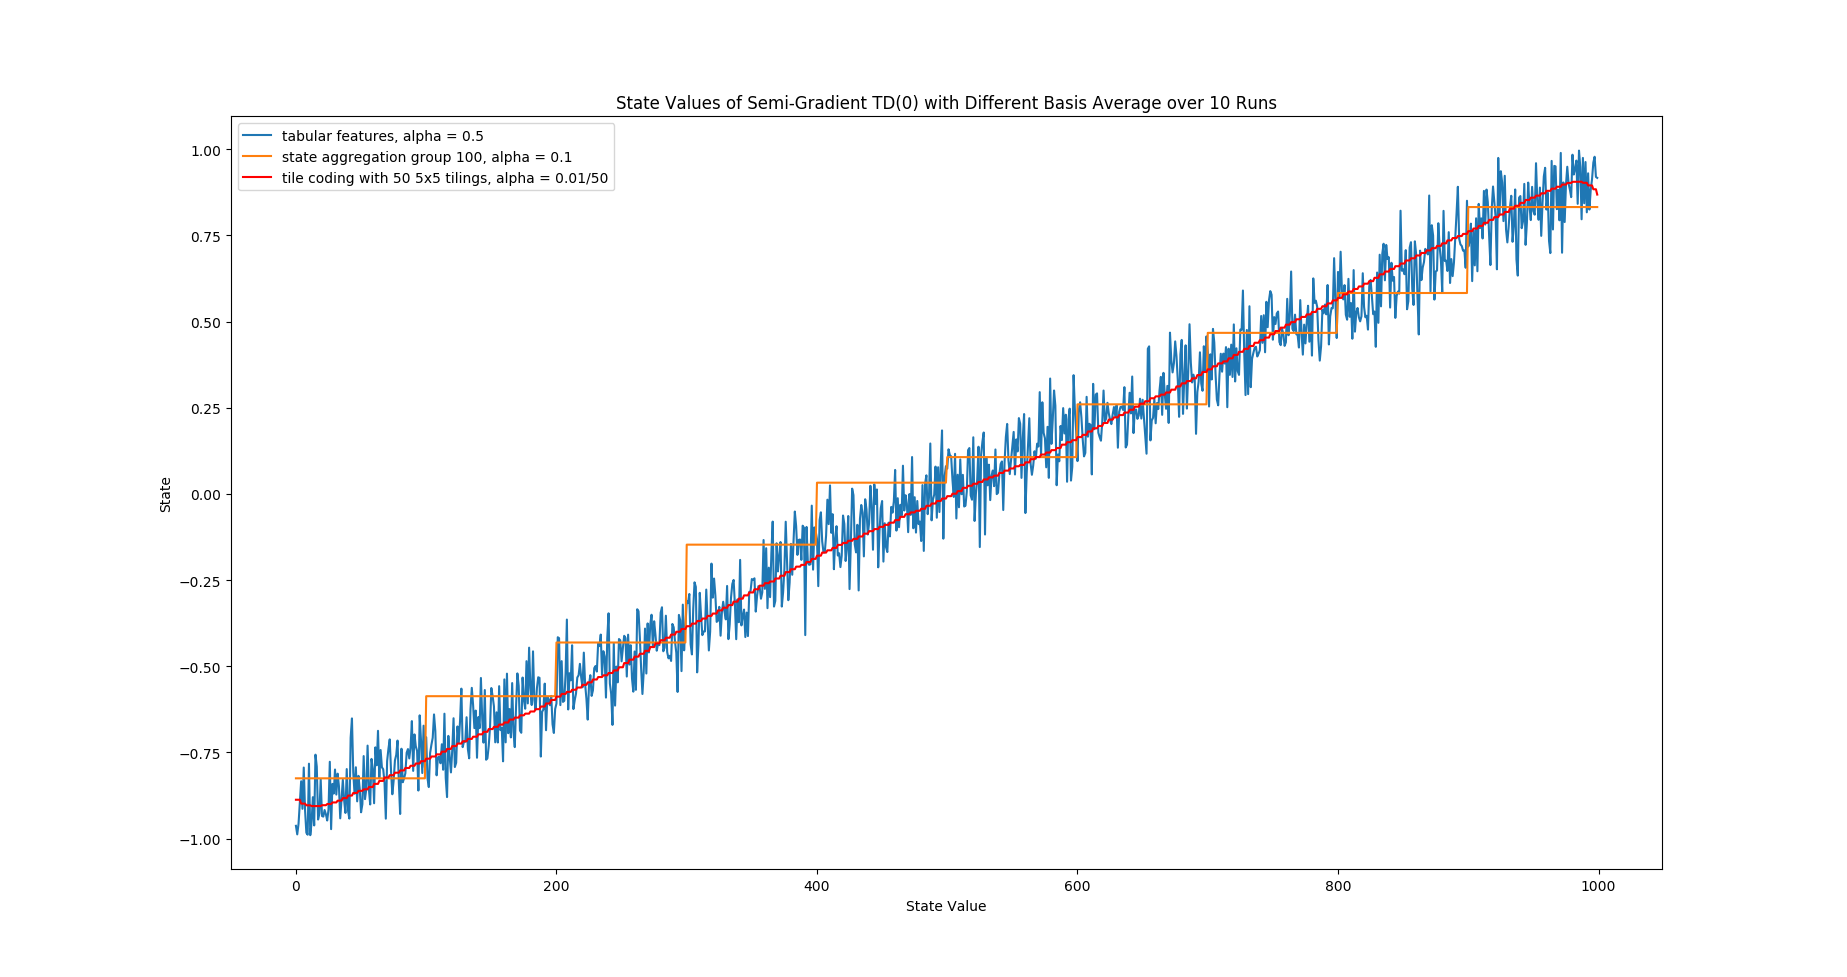 State Values of Semi-Gradient TD(0) with Different Basis Average over 10 Runs
tabular features, alpha = 0.5
state aggregation group 100, alpha = 0.1
tile coding with 50 5x5 tilings, alpha = 0.01/50
1.00
0.75
0.50
0.25
0.00
−0.25
−0.50
−0.75
−1.00
State
0 200 400 600 800 1000
State Value